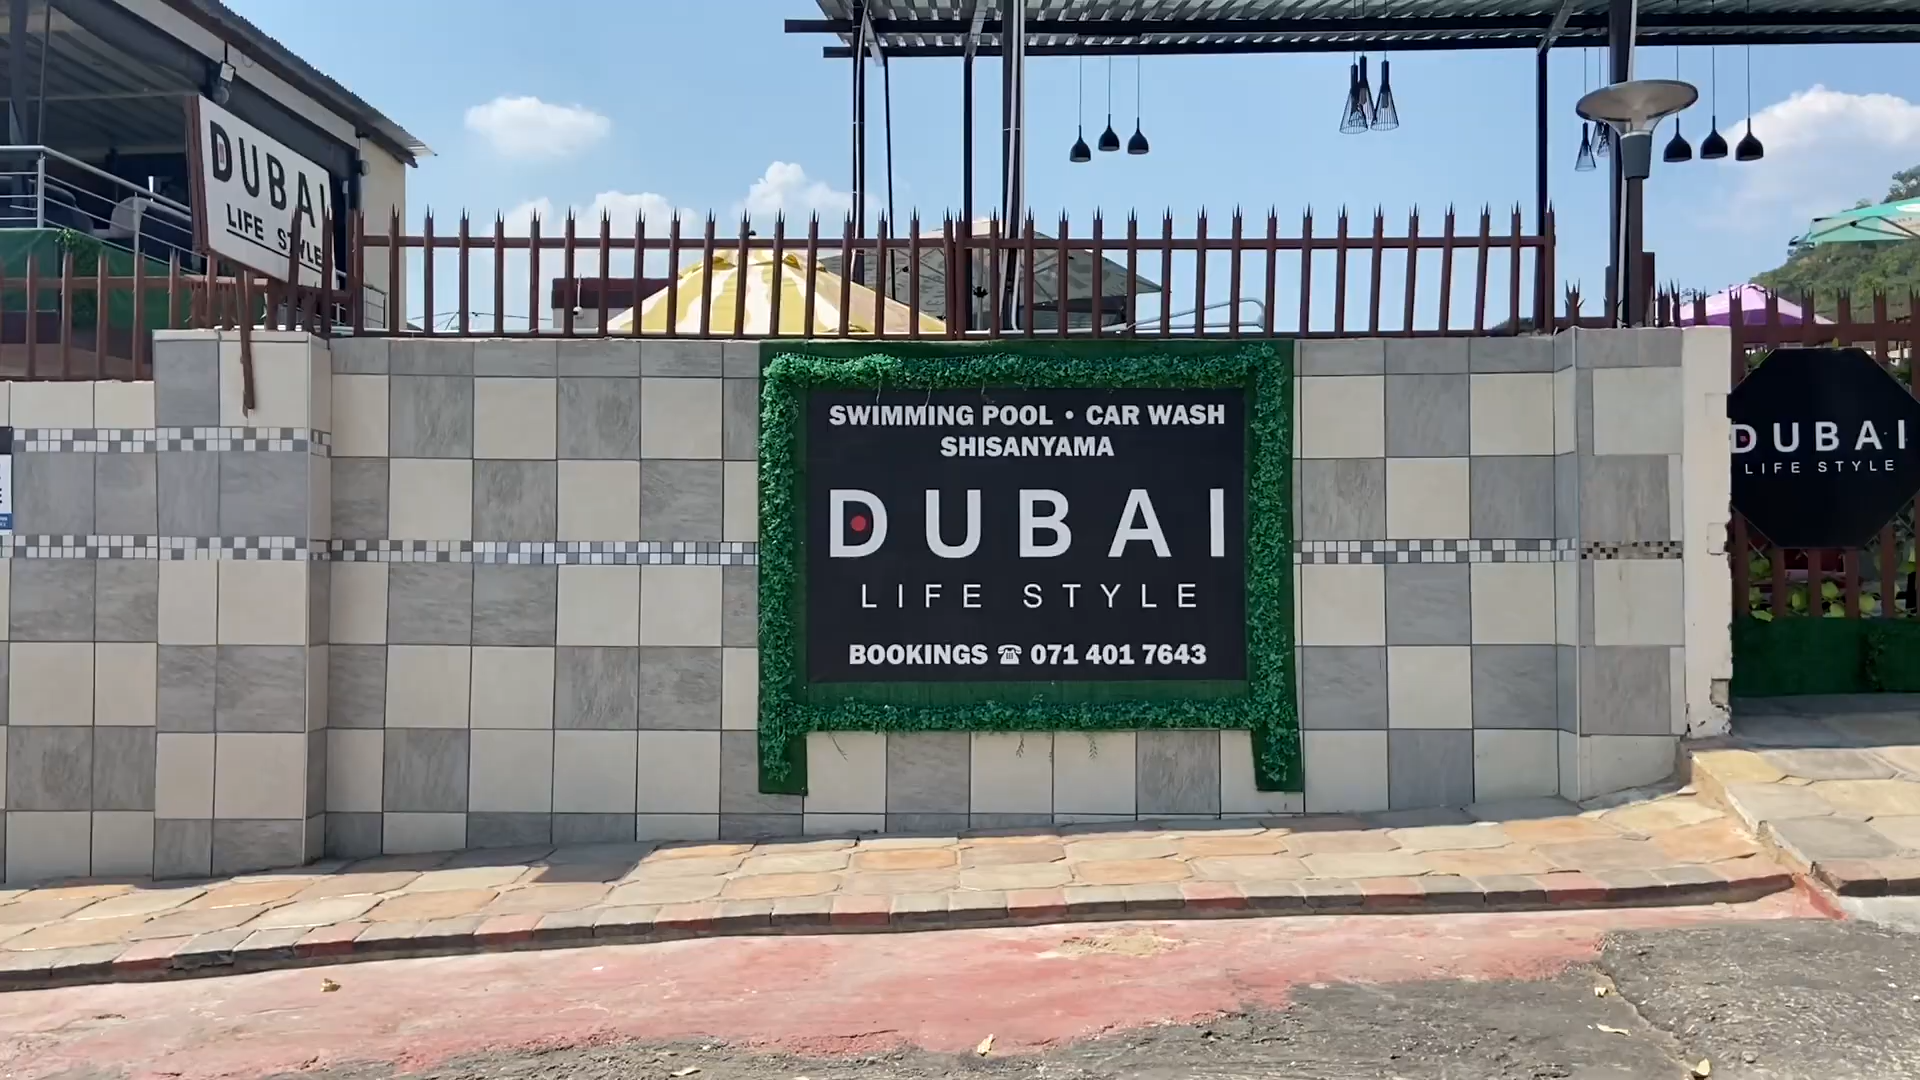 DUBAI
LIFE STYLE
SWIMMING POOL • CAR WASH
SHISANYAMA
DUBAI
LIFE STYLE
BOOKINGS ☎ 071 401 7643
DUBAI
LIFE STYLE